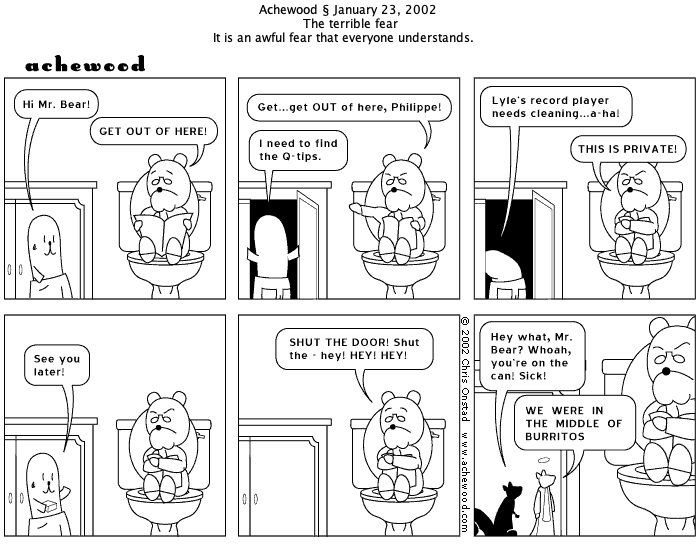 Achewood § January 23, 2002
The terrible fear
It is an awful fear that everyone understands.
achewood
Hi Mr. Bear!
GET OUT OF HERE!
Get...get OUT of here, Philippe!
I need to find
the Q-tips.
Lyle's record player
needs cleaning...a-ha!
THIS IS PRIVATE!
See you
later!
SHUT THE DOOR! Shut
the - hey! HEY! HEY!
© 2002 Chris Onstad www.achewood.com
Hey what, Mr.
Bear? Whoah,
you're on the
can! Sick!
WE WERE IN
THE MIDDLE OF
BURRITOS